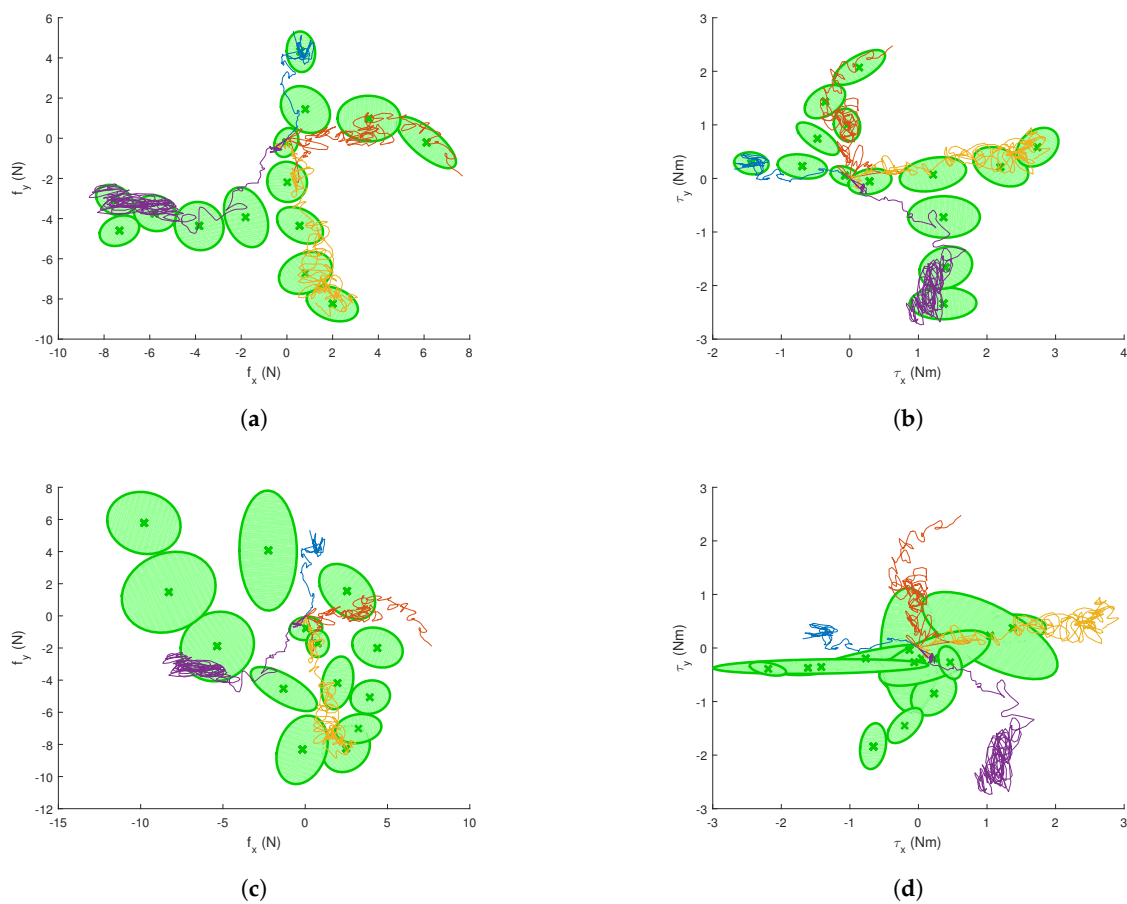 6
4
2
0
-2
-4
-6
-8
-10
f_y (N)
-10 -8 -6 -4 -2 0 2 4 6 8
f_x (N)
(a)
3
2
1
0
-1
-2
-3
τ_y (Nm)
-2 -1 0 1 2 3 4
τ_x (Nm)
(b)
8
6
4
2
0
-2
-4
-6
-8
-10
-12
f_y (N)
-15 -10 -5 0 5 10
f_x (N)
(c)
3
2
1
0
-1
-2
-3
τ_y (Nm)
-3 -2 -1 0 1 2 3
τ_x (Nm)
(d)